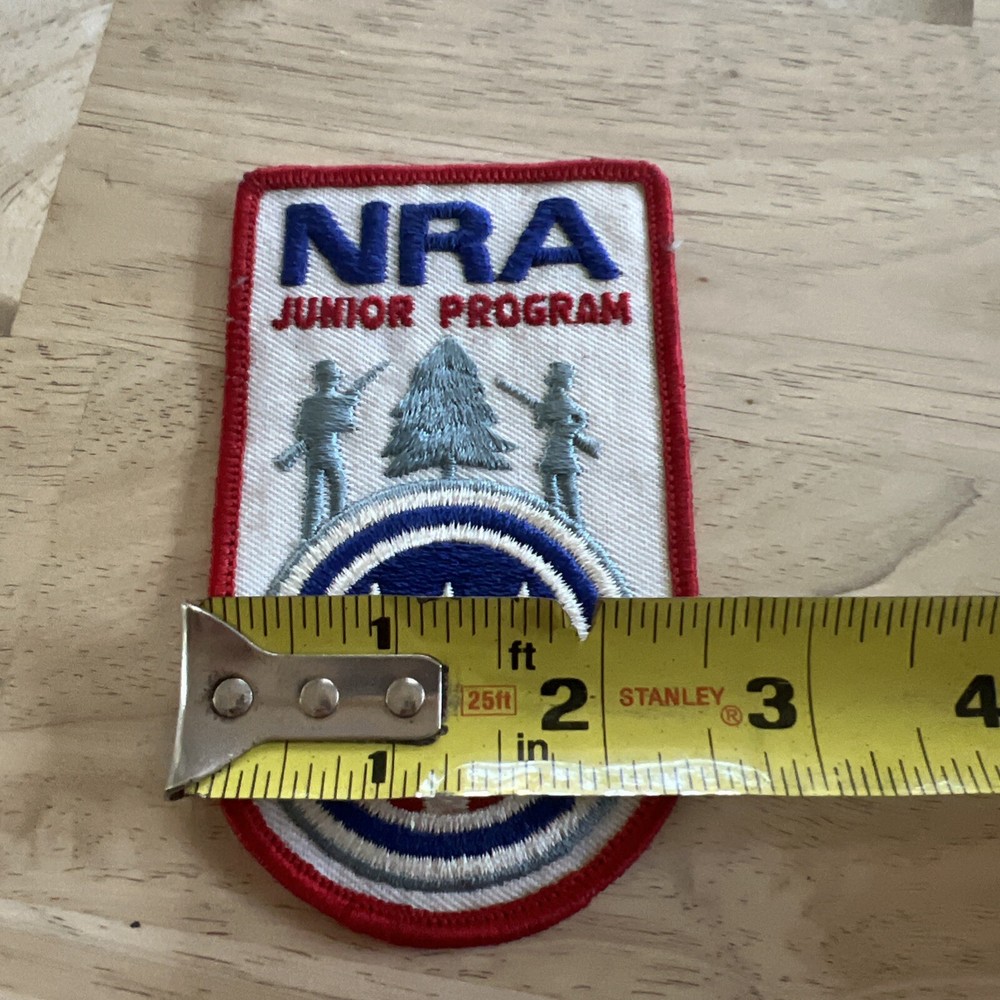 NRA
JUNIOR PROGRAM
1 ft
25ft 2 STANLEY® 3 4
1 in